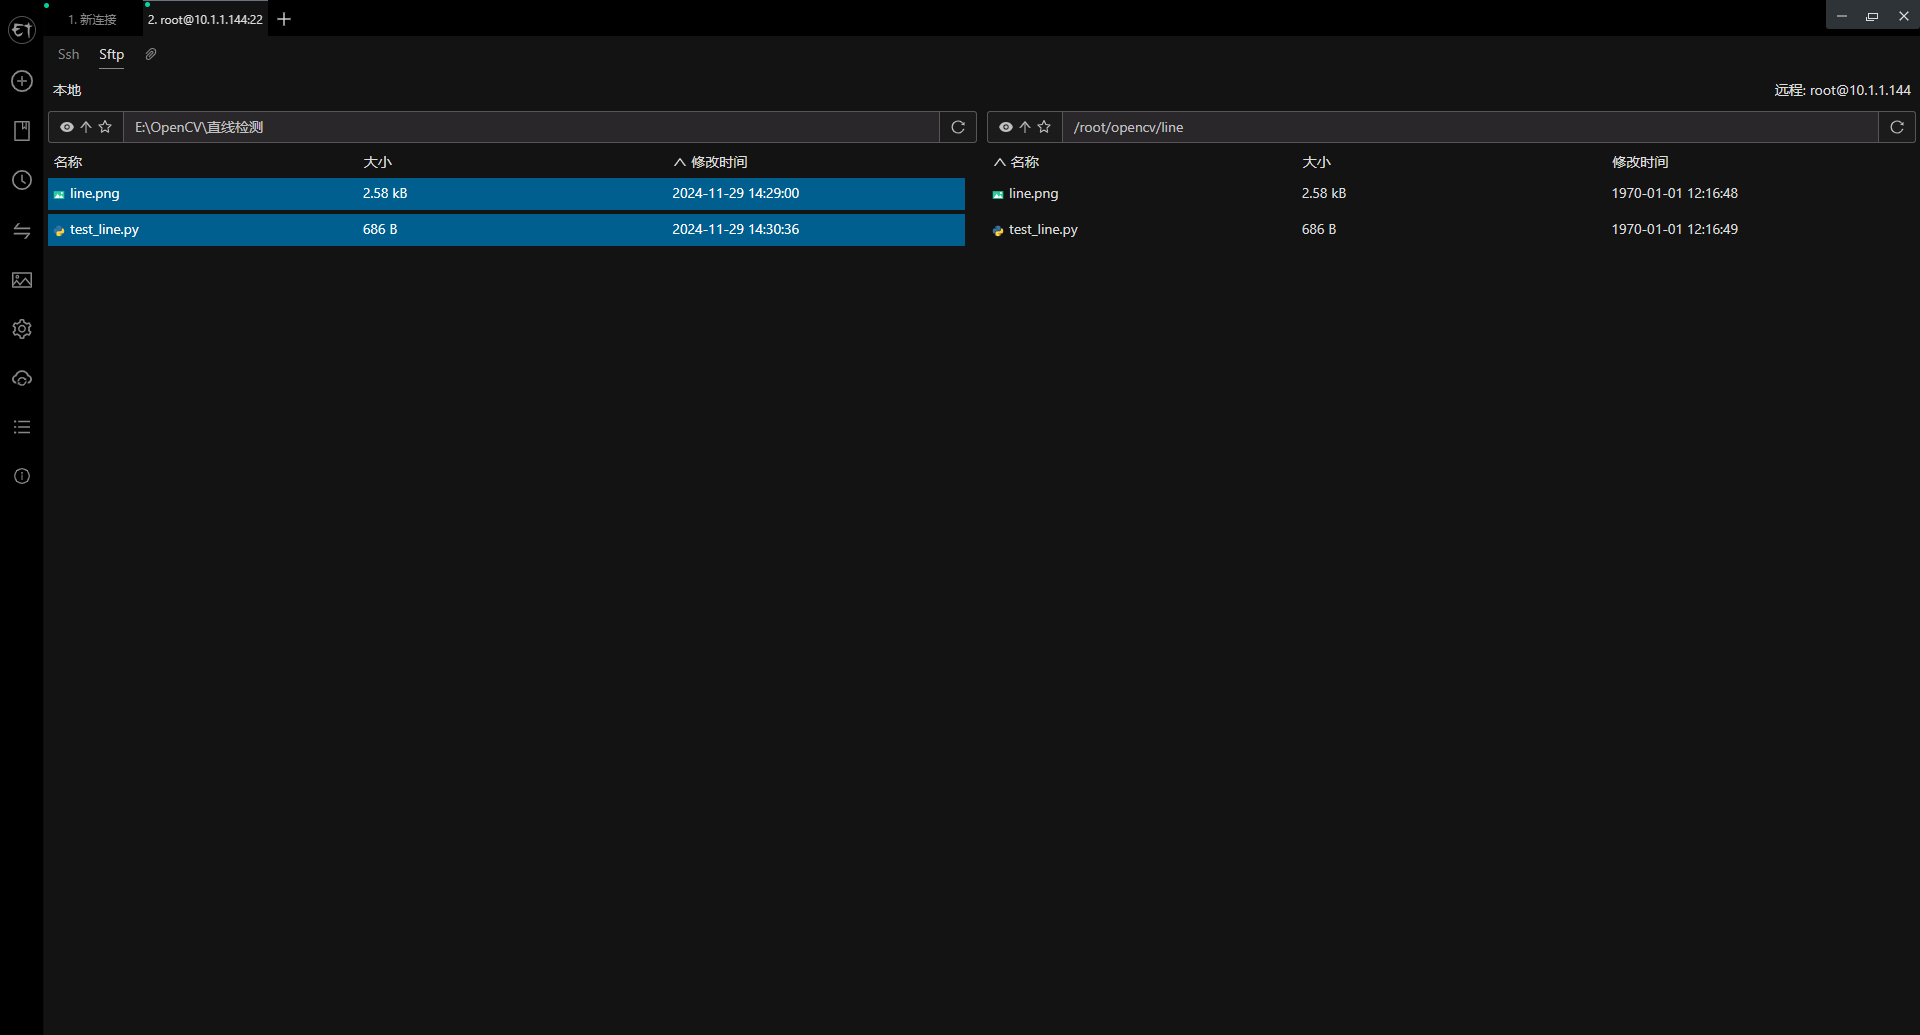 1. 新连接
2. root@10.1.1.144:22
Ssh Sftp
本地
远程: root@10.1.1.144
E:\OpenCV\直线检测
/root/opencv/line
名称 大小 修改时间
名称 大小 修改时间
line.png 2.58 kB 2024-11-29 14:29:00
line.png 2.58 kB 1970-01-01 12:16:48
test_line.py 686 B 2024-11-29 14:30:36
test_line.py 686 B 1970-01-01 12:16:49